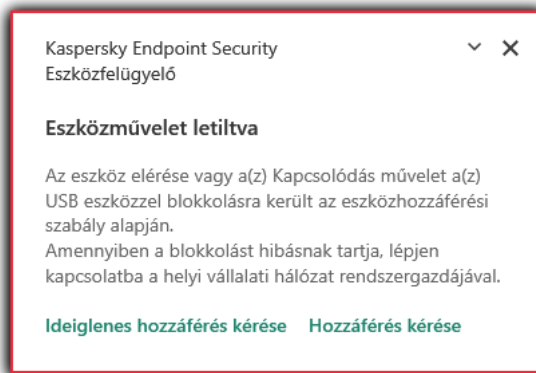 Kaspersky Endpoint Security
Eszközfelügyelő
Eszközművelet letiltva
Az eszköz elérése vagy a(z) Kapcsolódás művelet a(z)
USB eszközzel blokkolásra került az eszközhozzáférési
szabály alapján.
Amennyiben a blokkolást hibásnak tartja, lépjen
kapcsolatba a helyi vállalati hálózat rendszergazdájával.
Ideiglenes hozzáférés kérése Hozzáférés kérése